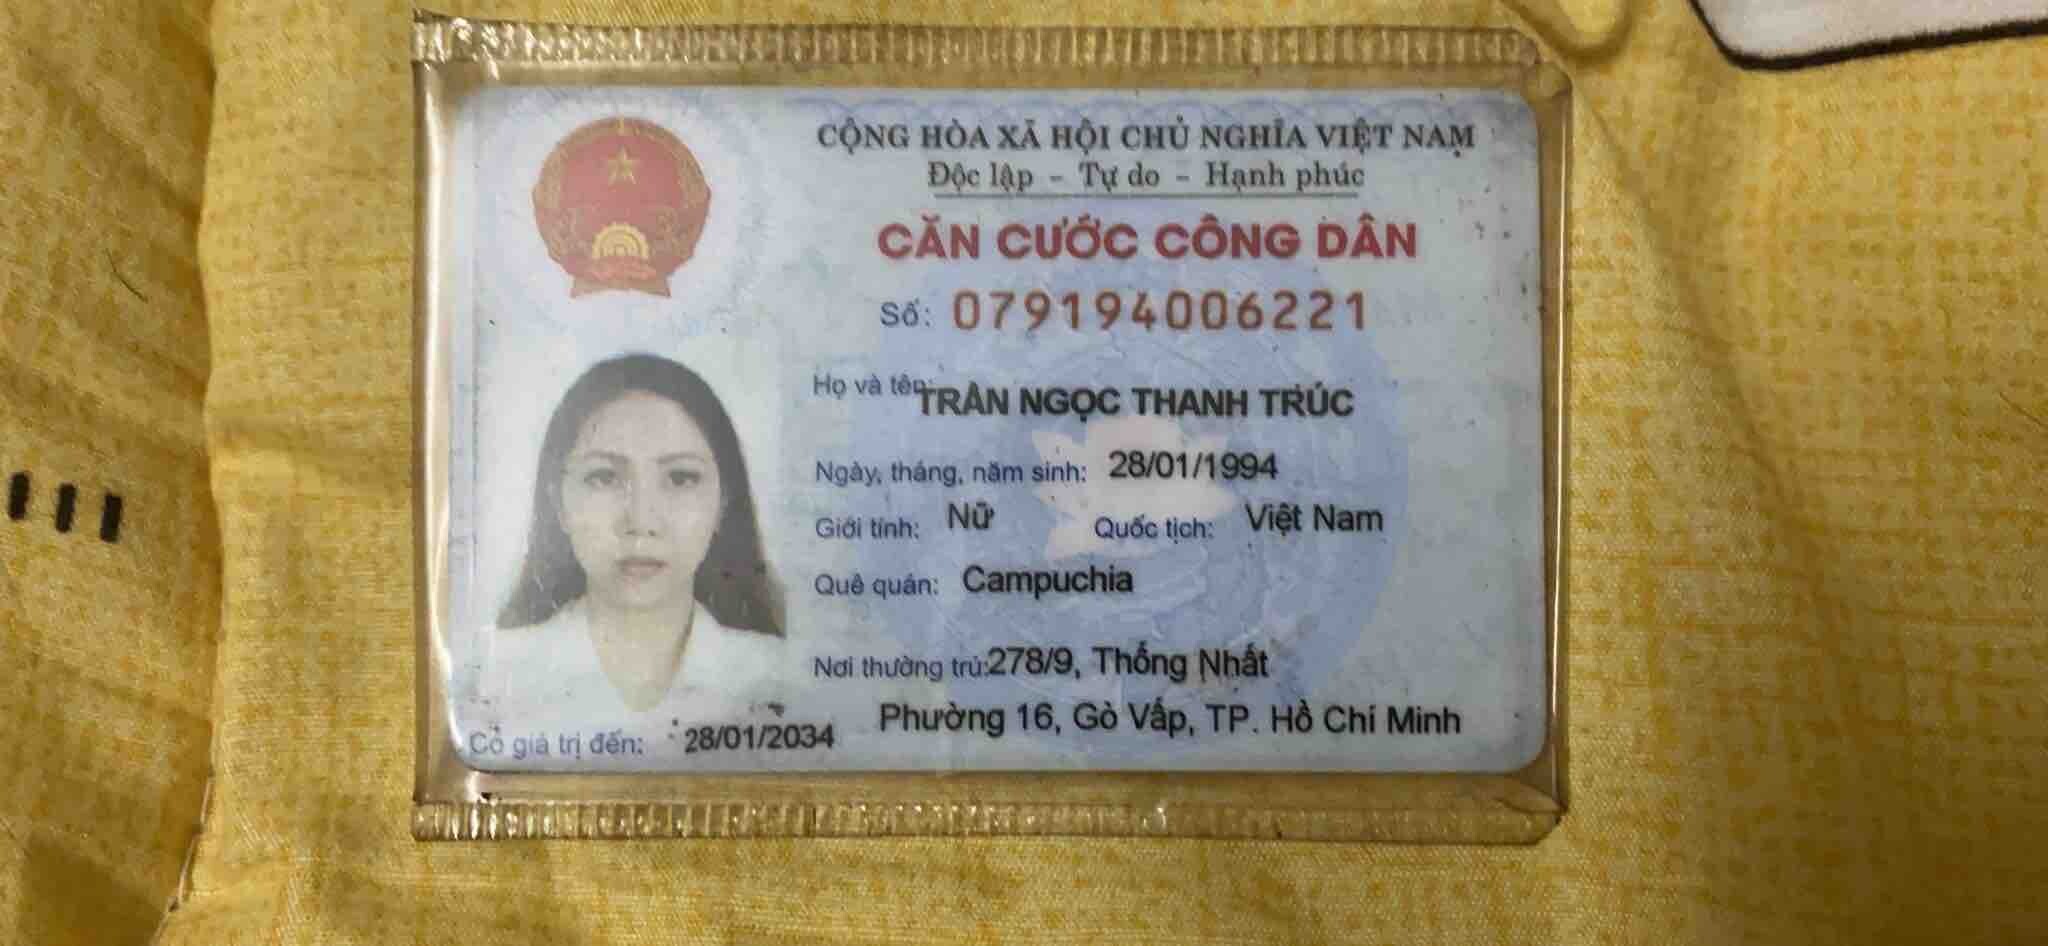 CỘNG HÒA XÃ HỘI CHỦ NGHĨA VIỆT NAM
Độc lập - Tự do - Hạnh phúc
CĂN CƯỚC CÔNG DÂN
Số: 079194006221
Họ và tên: TRẦN NGỌC THANH TRÚC
Ngày, tháng, năm sinh: 28/01/1994
Giới tính: Nữ Quốc tịch: Việt Nam
Quê quán: Campuchia
Nơi thường trú: 278/9, Thống Nhất
Phường 16, Gò Vấp, TP. Hồ Chí Minh
Có giá trị đến: 28/01/2034